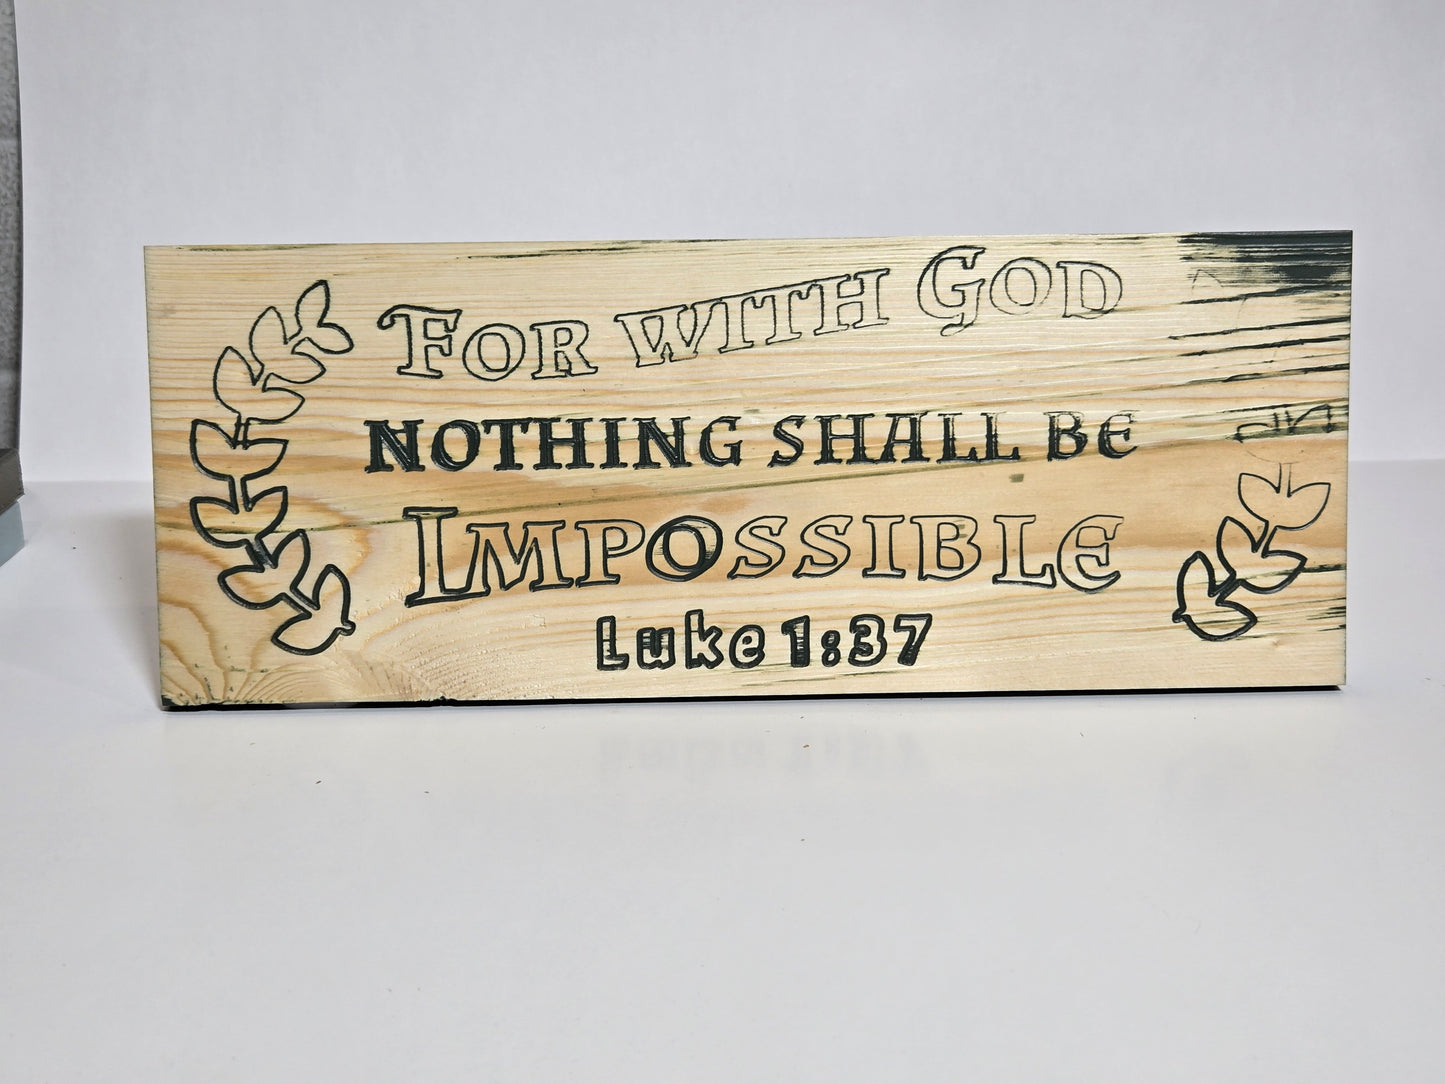 FOR WITH GOD
NOTHING SHALL BE
IMPOSSIBLE
Luke 1:37